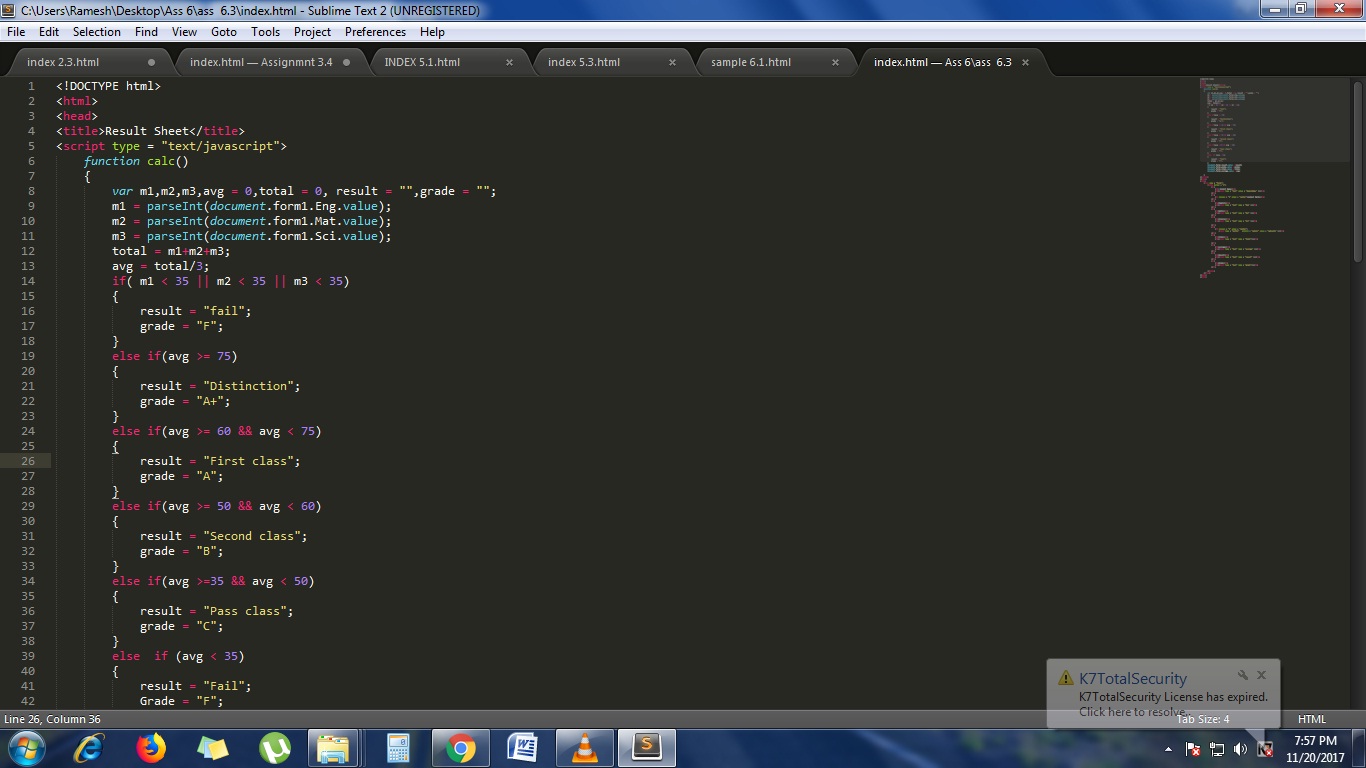 C:\Users\Ramesh\Desktop\Ass 6\ass  6.3\index.html - Sublime Text 2 (UNREGISTERED)
File Edit Selection Find View Goto Tools Project Preferences Help
index 2.3.html index.html — Assignmnt 3.4 INDEX 5.1.html index 5.3.html sample 6.1.html index.html — Ass 6\ass  6.3
1 <!DOCTYPE html>
2 <html>
3 <head>
4 <title>Result Sheet</title>
5 <script type = "text/javascript">
6     function calc()
7     {
8         var m1,m2,m3,avg = 0,total = 0, result = "",grade = "";
9         m1 = parseInt(document.form1.Eng.value);
10         m2 = parseInt(document.form1.Mat.value);
11         m3 = parseInt(document.form1.Sci.value);
12         total = m1+m2+m3;
13         avg = total/3;
14         if( m1 < 35 || m2 < 35 || m3 < 35)
15         {
16             result = "fail";
17             grade = "F";
18         }
19         else if(avg >= 75)
20         {
21             result = "Distinction";
22             grade = "A+";
23         }
24         else if(avg >= 60 && avg < 75)
25         {
26             result = "First class";
27             grade = "A";
28         }
29         else if(avg >= 50 && avg < 60)
30         {
31             result = "Second class";
32             grade = "B";
33         }
34         else if(avg >=35 && avg < 50)
35         {
36             result = "Pass class";
37             grade = "C";
38         }
39         else  if (avg < 35)
40         {
41             result = "Fail";
42             Grade = "F";
K7TotalSecurity
K7TotalSecurity License has expired.
Click here to resolve.
Line 26, Column 36 Tab Size: 4 HTML
7:57 PM
11/20/2017